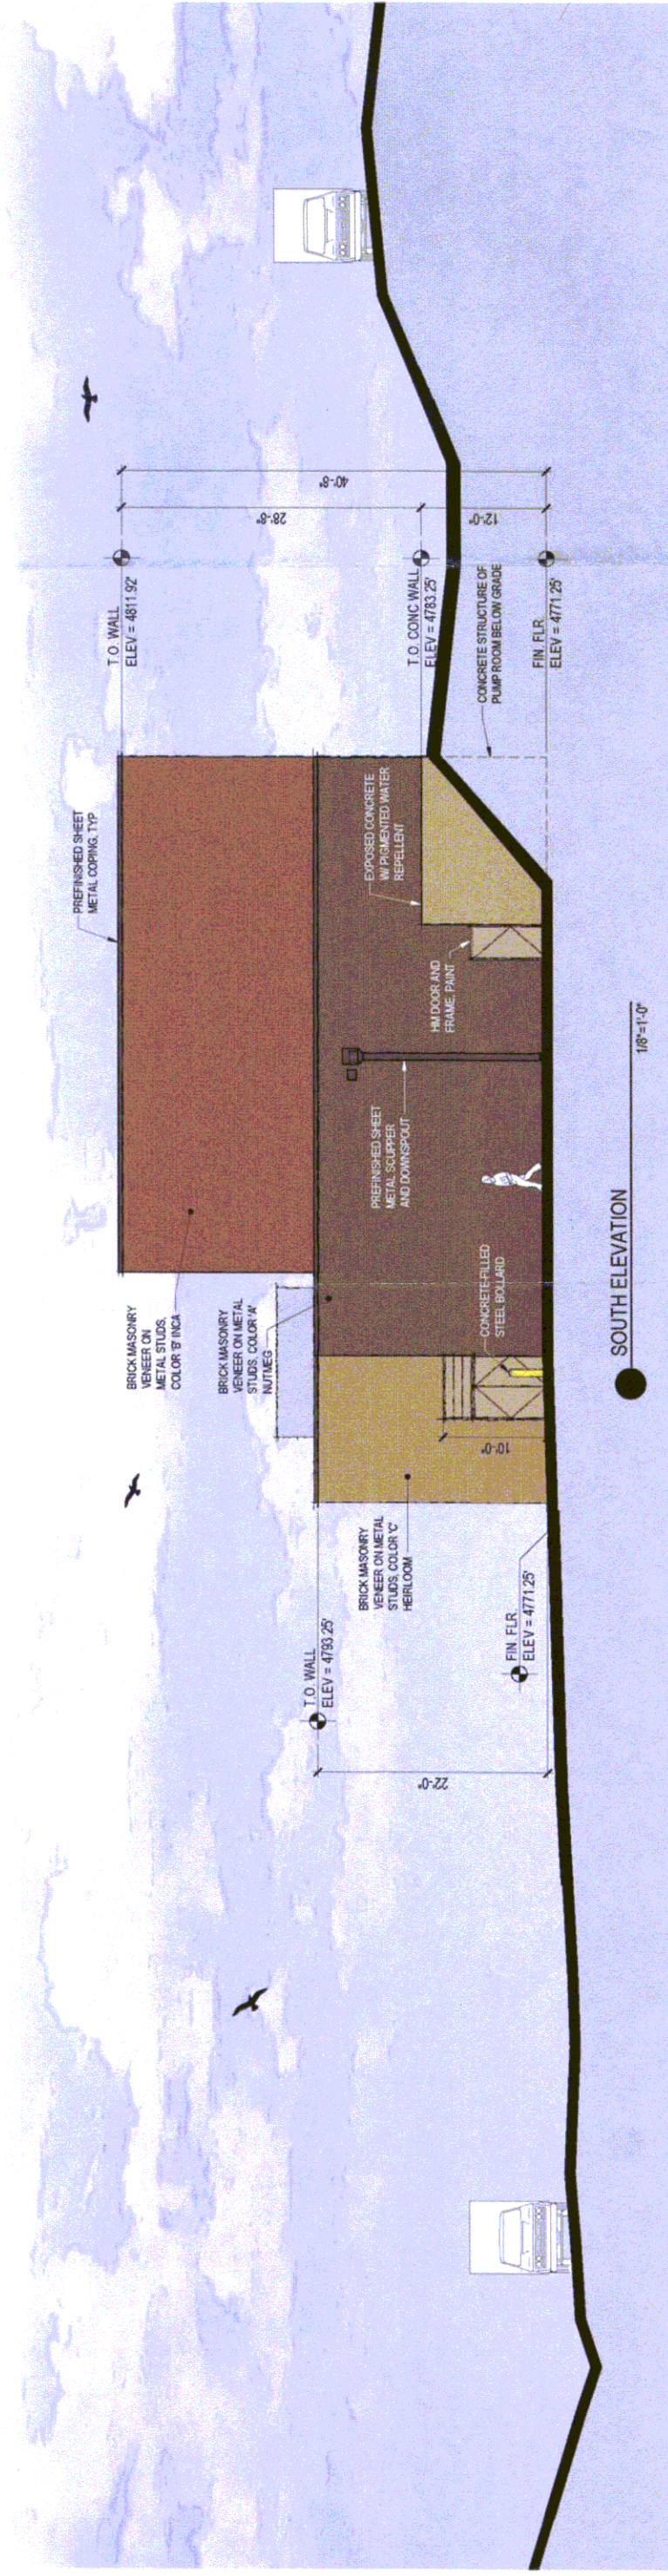 PREFINISHED SHEET
METAL COPING, TYP
BRICK MASONRY
VENEER ON
METAL STUDS,
COLOR 'B' INCA
BRICK MASONRY
VENEER ON METAL
STUDS, COLOR 'A'
NUTMEG
BRICK MASONRY
VENEER ON METAL
STUDS, COLOR 'C'
HEIRLOOM
T.O. WALL
ELEV = 4793.25'
FIN. FLR.
ELEV = 4771.25'
22'-0"
10'-0"
CONCRETE-FILLED
STEEL BOLLARD
PREFINISHED SHEET
METAL SCUPPER
AND DOWNSPOUT
HM DOOR AND
FRAME, PAINT
EXPOSED CONCRETE
W/ PIGMENTED WATER
REPELLENT
T.O. WALL
ELEV = 4811.92'
T.O. CONC WALL
ELEV = 4783.25'
CONCRETE STRUCTURE OF
PUMP ROOM BELOW GRADE
FIN. FLR.
ELEV = 4771.25'
28'-8"
12'-0"
40'-8"
SOUTH ELEVATION
1/8"=1'-0"